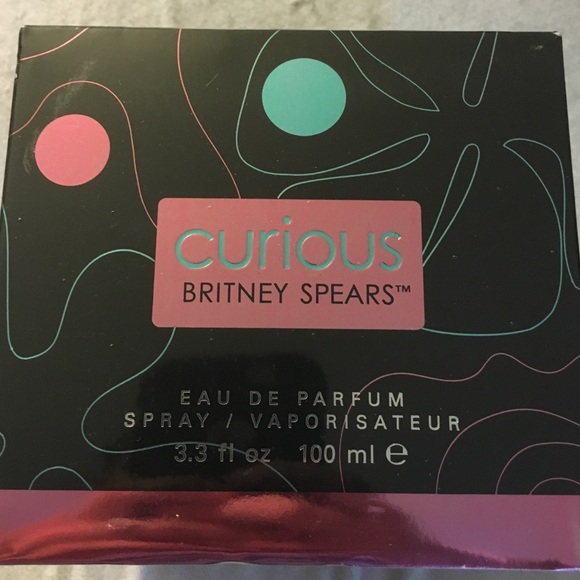 curious
BRITNEY SPEARS™
EAU DE PARFUM
SPRAY / VAPORISATEUR
3.3 fl oz 100 ml ℮